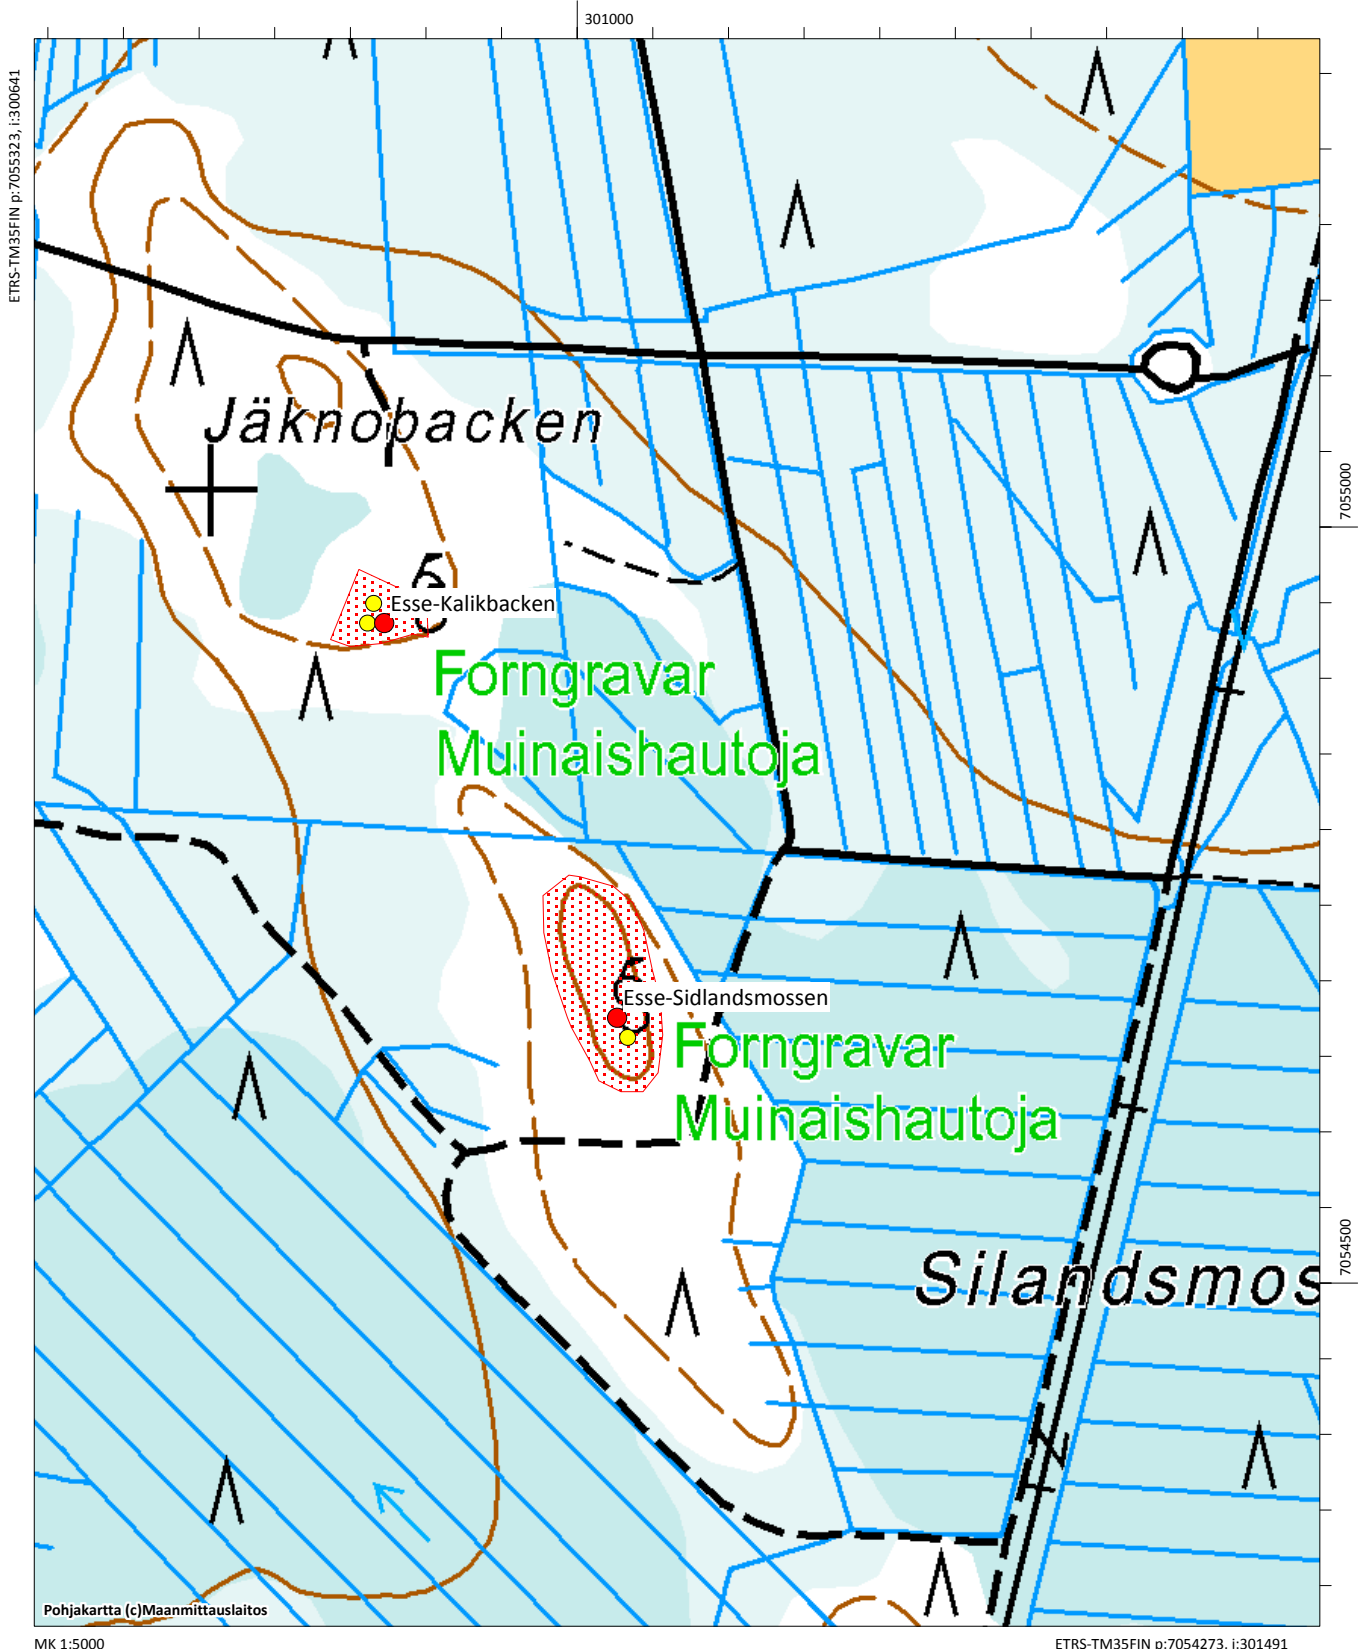 301000
ETRS-TM35FIN p:7055323, i:300641
Jäknobacken
7055000
Esse-Kalikbacken
Forngravar
Muinaishautoja
Esse-Sidlandsmossen
Forngravar
Muinaishautoja
7054500
Silandsmos
Pohjakartta (c)Maanmittauslaitos
MK 1:5000
ETRS-TM35FIN p:7054273, i:301491